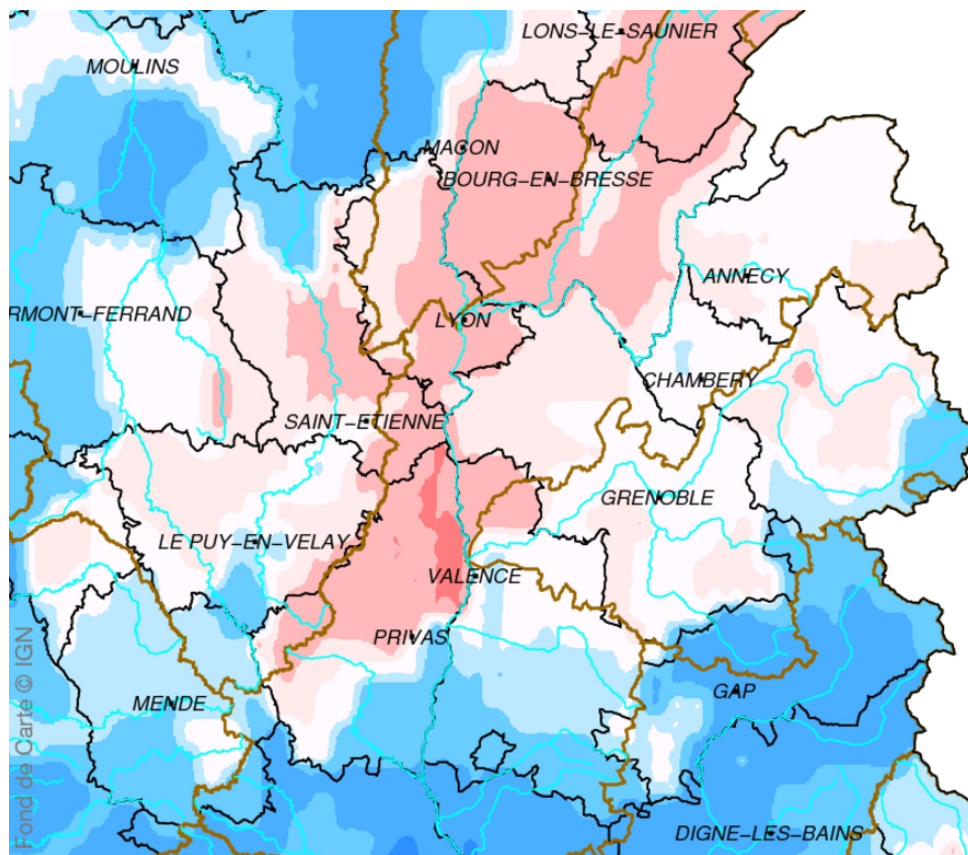 LONS-LE-SAUNIER
MOULINS
MACON
BOURG-EN-BRESSE
ANNECY
RMONT-FERRAND
LYON
CHAMBERY
SAINT-ETIENNE
GRENOBLE
LE PUY-EN-VELAY
VALENCE
PRIVAS
MENDE
GAP
DIGNE-LES-BAINS
Fond de Carte © IGN